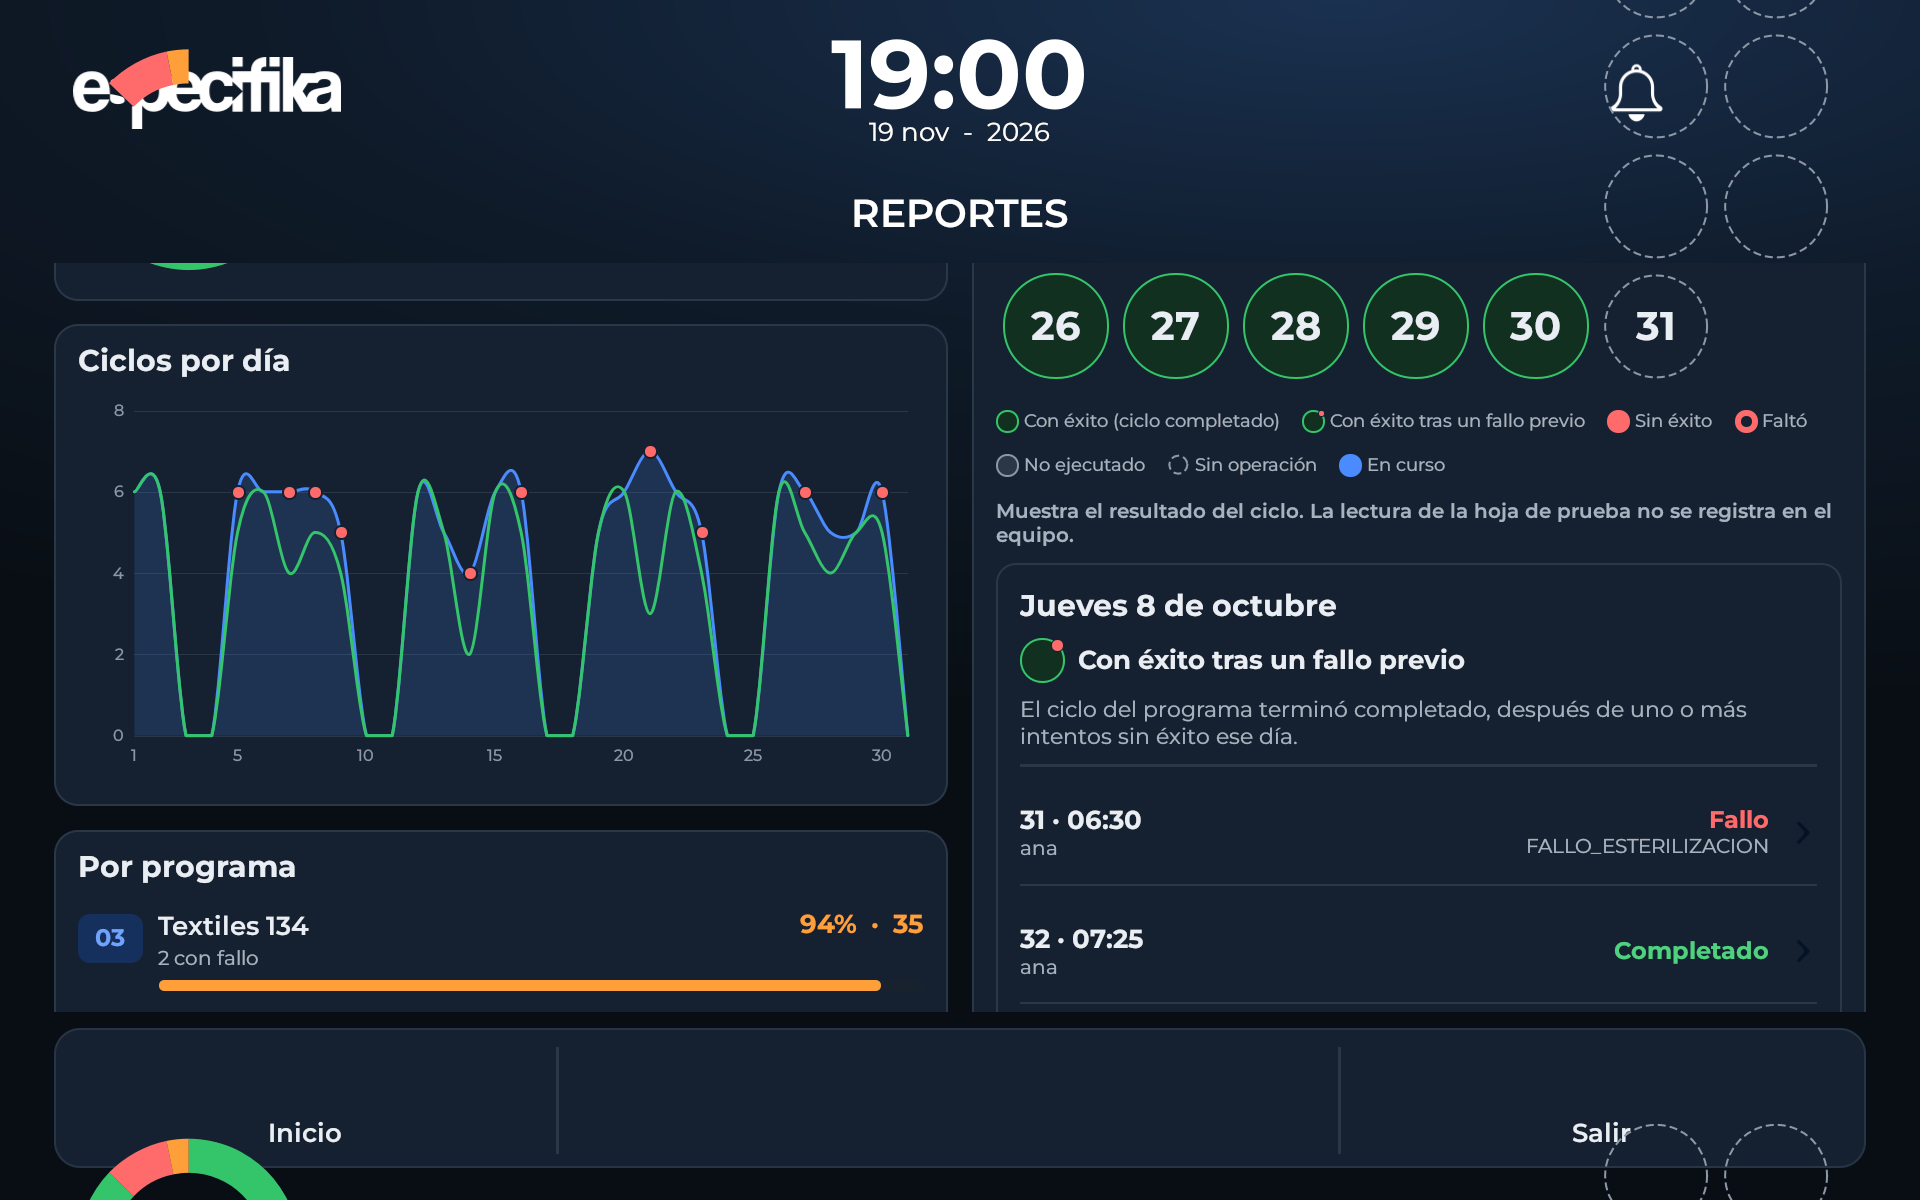 especifika
19:00
19 nov - 2026
REPORTES
Ciclos por día
8
6
4
2
0
1 5 10 15 20 25 30
Por programa
03
Textiles 134
94% · 35
2 con fallo
26 27 28 29 30 31
Con éxito (ciclo completado) Con éxito tras un fallo previo Sin éxito Faltó
No ejecutado Sin operación En curso
Muestra el resultado del ciclo. La lectura de la hoja de prueba no se registra en el
equipo.
Jueves 8 de octubre
Con éxito tras un fallo previo
El ciclo del programa terminó completado, después de uno o más
intentos sin éxito ese día.
31 · 06:30
ana
Fallo
FALLO_ESTERILIZACION
32 · 07:25
ana
Completado
Inicio
Salir